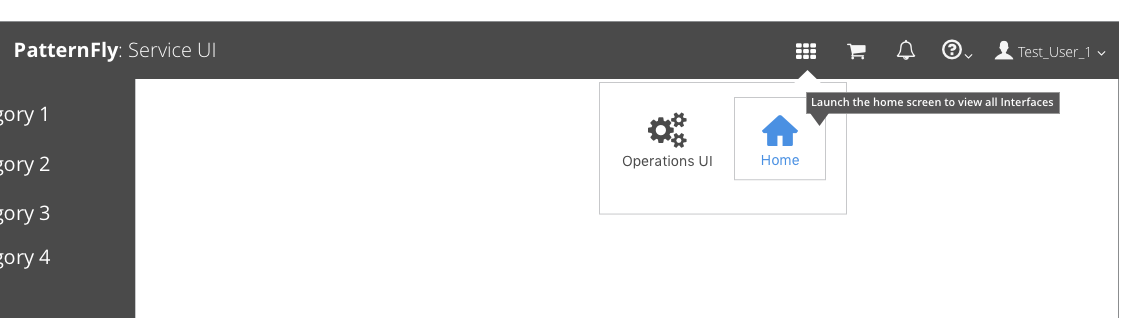 PatternFly: Service UI
Test_User_1
Launch the home screen to view all Interfaces
Operations UI
Home
gory 1
gory 2
gory 3
gory 4